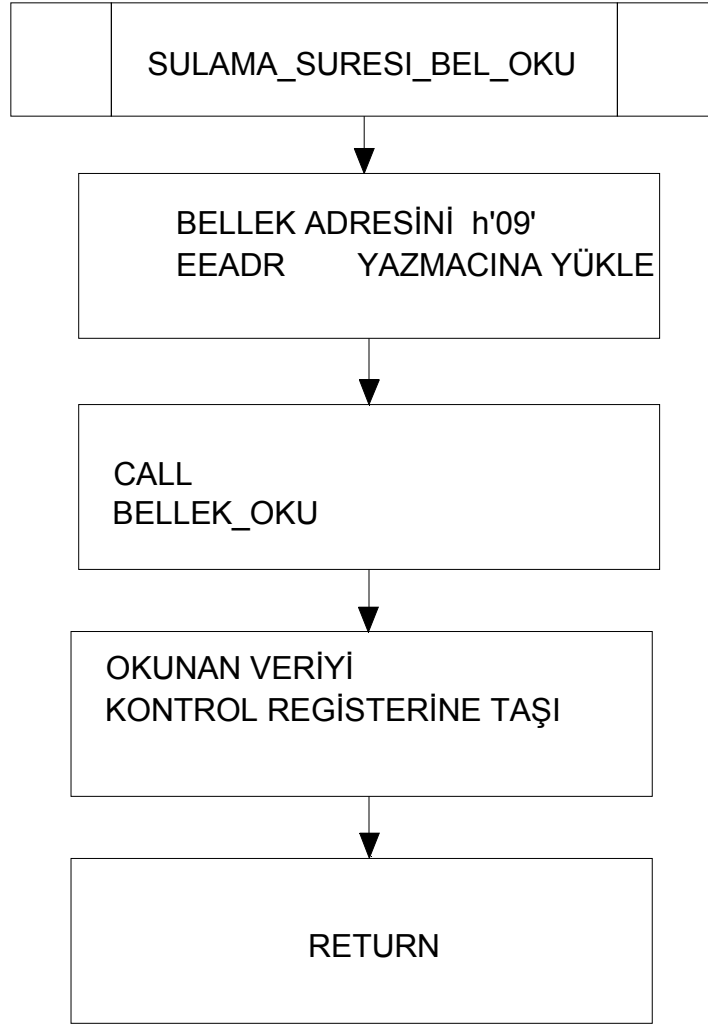 SULAMA_SURESI_BEL_OKU
BELLEK ADRESİNİ h'09'
EEADR YAZMACINA YÜKLE
CALL
BELLEK_OKU
OKUNAN VERİYİ
KONTROL REGİSTERİNE TAŞI
RETURN